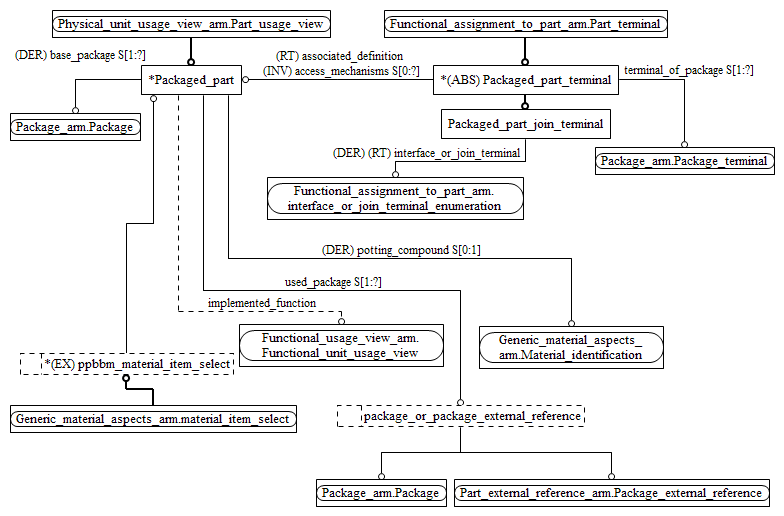 Physical_unit_usage_view_arm.Part_usage_view
Functional_assignment_to_part_arm.Part_terminal
(DER) base_package S[1:?]
(RT) associated_definition
(INV) access_mechanisms S[0:?]
terminal_of_package S[1:?]
*Packaged_part
*(ABS) Packaged_part_terminal
Package_arm.Package
Packaged_part_join_terminal
(DER) (RT) interface_or_join_terminal
Package_arm.Package_terminal
Functional_assignment_to_part_arm.
interface_or_join_terminal_enumeration
(DER) potting_compound S[0:1]
used_package S[1:?]
implemented_function
Functional_usage_view_arm.
Functional_unit_usage_view
Generic_material_aspects_
arm.Material_identification
*(EX) ppbbm_material_item_select
Generic_material_aspects_arm.material_item_select
package_or_package_external_reference
Package_arm.Package
Part_external_reference_arm.Package_external_reference